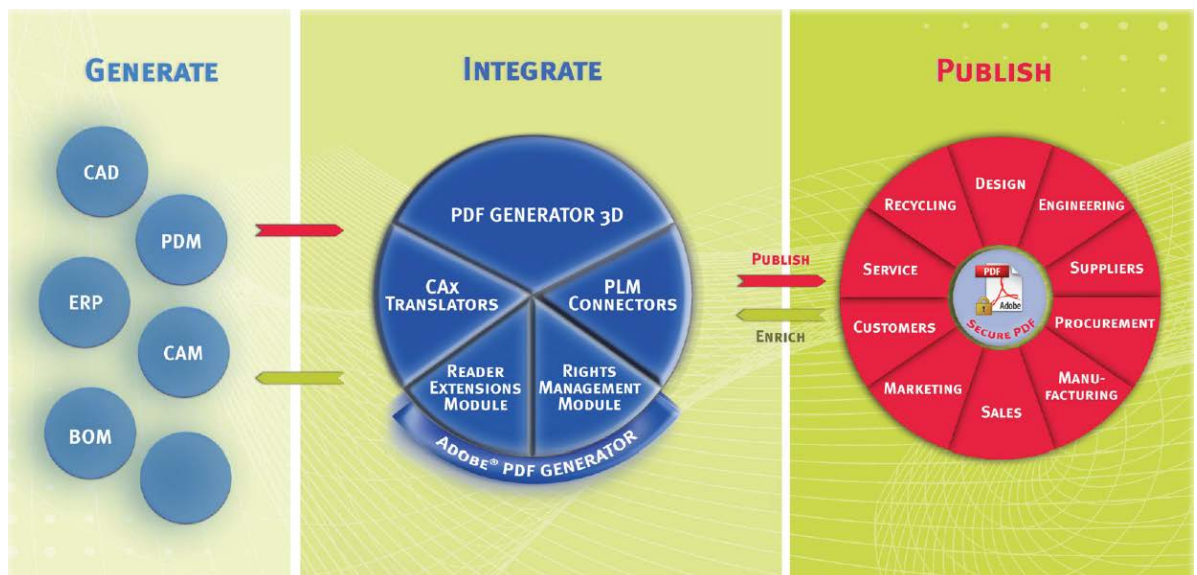 GENERATE
CAD
PDM
ERP
CAM
BOM
INTEGRATE
PDF GENERATOR 3D
CAX
TRANSLATORS
PLM
CONNECTORS
READER
EXTENSIONS
MODULE
RIGHTS
MANAGEMENT
MODULE
ADOBE® PDF GENERATOR
PUBLISH
ENRICH
PUBLISH
DESIGN
ENGINEERING
SUPPLIERS
PROCUREMENT
MANU-
FACTURING
SALES
MARKETING
CUSTOMERS
SERVICE
RECYCLING
PDF
Adobe
SECURE PDF